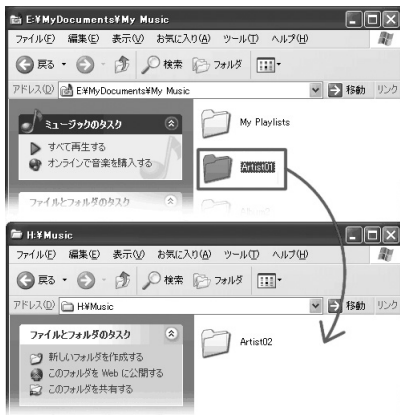 E:¥MyDocuments¥My Music
ファイル(F) 編集(E) 表示(V) お気に入り(A) ツール(T) ヘルプ(H)
戻る 検索 フォルダ
アドレス(D) E:¥MyDocuments¥My Music 移動 リンク
ミュージックのタスク
My Playlists
すべて再生する
オンラインで音楽を購入する
Artist01
ファイルとフォルダのタスク
H:¥Music
ファイル(F) 編集(E) 表示(V) お気に入り(A) ツール(T) ヘルプ(H)
戻る 検索 フォルダ
アドレス(D) H:¥Music 移動 リンク
ファイルとフォルダのタスク
Artist02
新しいフォルダを作成する
このフォルダを Web に公開する
このフォルダを共有する